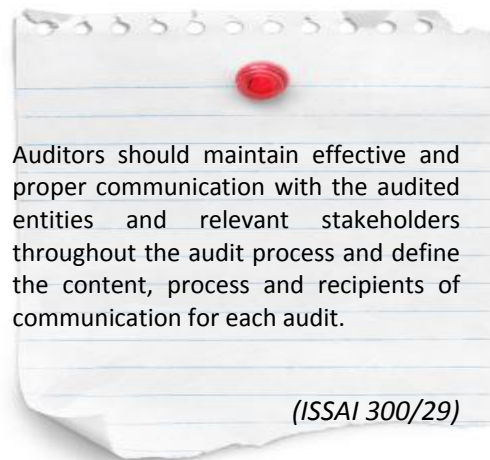 Auditors should maintain effective and
proper communication with the audited
entities and relevant stakeholders
throughout the audit process and define
the content, process and recipients of
communication for each audit.
(ISSAI 300/29)